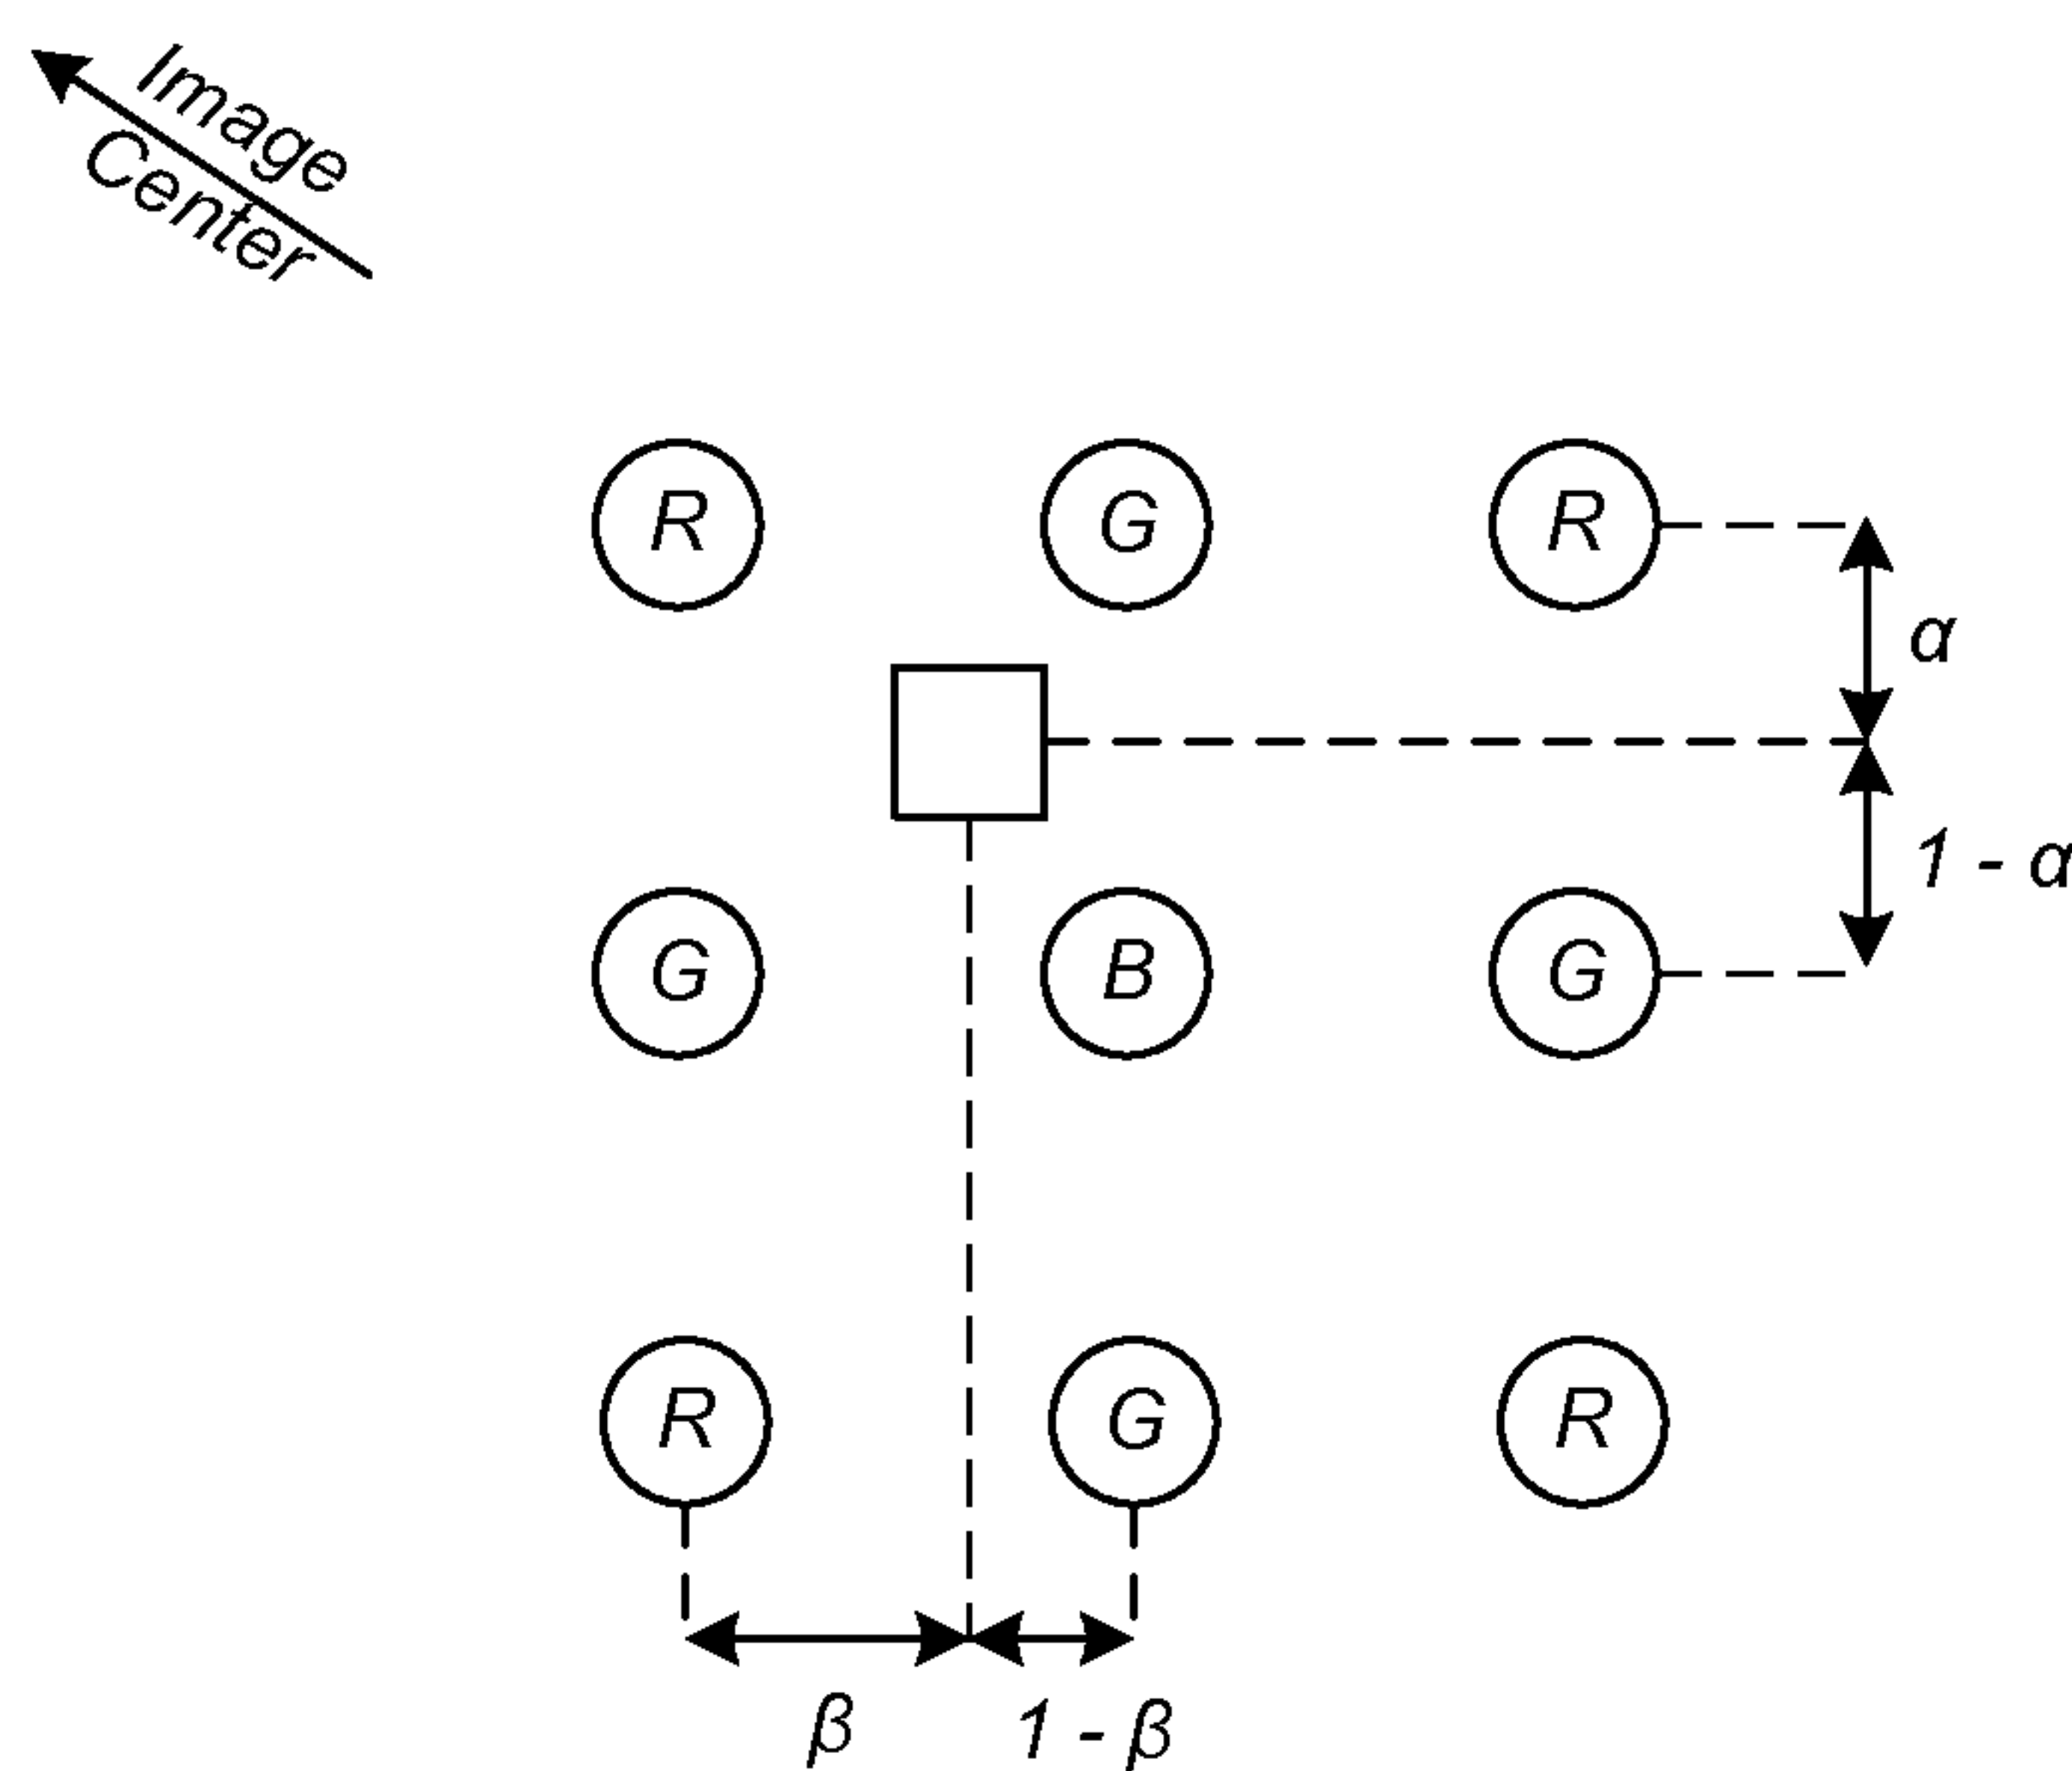 Image
Center
R G R
α
G B G
1 - α
R G R
β 1 - β